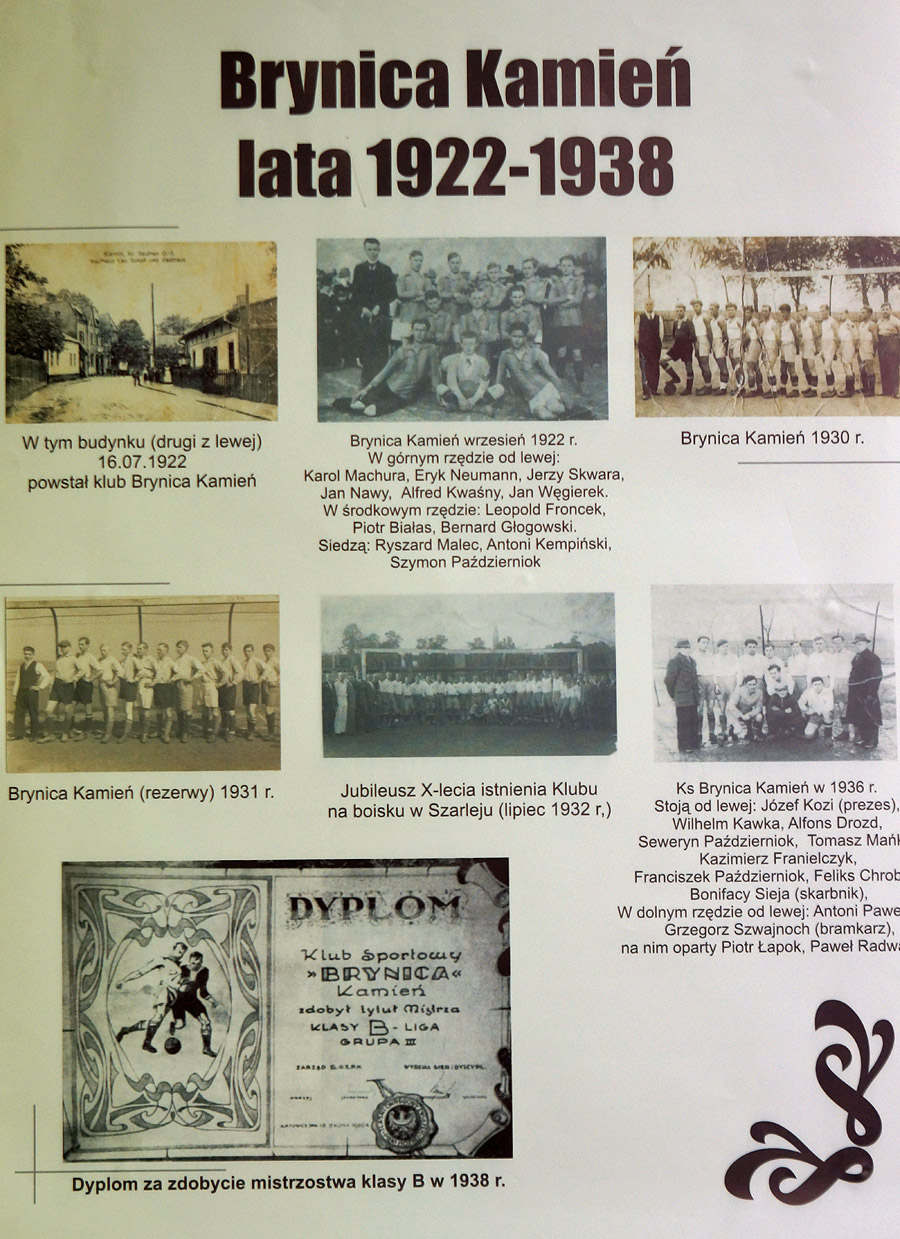 Brynica Kamień
lata 1922-1938
W tym budynku (drugi z lewej)
16.07.1922
powstał klub Brynica Kamień
Brynica Kamień wrzesień 1922 r.
W górnym rzędzie od lewej:
Karol Machura, Eryk Neumann, Jerzy Skwara,
Jan Nawy, Alfred Kwaśny, Jan Węgierek.
W środkowym rzędzie: Leopold Froncek,
Piotr Białas, Bernard Głogowski.
Siedzą: Ryszard Malec, Antoni Kempiński,
Szymon Październiok
Brynica Kamień 1930 r.
Brynica Kamień (rezerwy) 1931 r.
Jubileusz X-lecia istnienia Klubu
na boisku w Szarleju (lipiec 1932 r,)
Ks Brynica Kamień w 1936 r.
Stoją od lewej: Józef Kozi (prezes),
Wilhelm Kawka, Alfons Drozd,
Seweryn Październiok, Tomasz Mańk
Kazimierz Franielczyk,
Franciszek Październiok, Feliks Chrob
Bonifacy Sieja (skarbnik),
W dolnym rzędzie od lewej: Antoni Pawe
Grzegorz Szwajnoch (bramkarz),
na nim oparty Piotr Łapok, Paweł Radwa
DYPLOM
Klub Sportowy
»BRYNICA«
Kamień
zdobył tytuł Mistrza
KLASY B - LIGA
GRUPA III
ZARZĄD ŚL.O.Z.P.N.
Dyplom za zdobycie mistrzostwa klasy B w 1938 r.